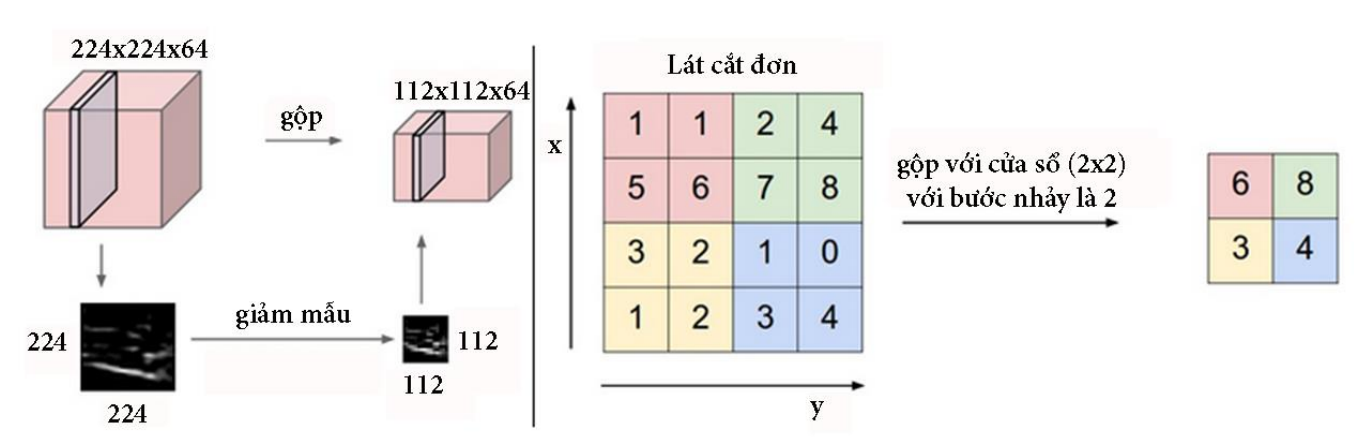 224x224x64
gộp
112x112x64
224
224
giảm mẫu
112
112
Lát cắt đơn
x
1 1 2 4
5 6 7 8
3 2 1 0
1 2 3 4
y
gộp với cửa sổ (2x2)
với bước nhảy là 2
6 8
3 4